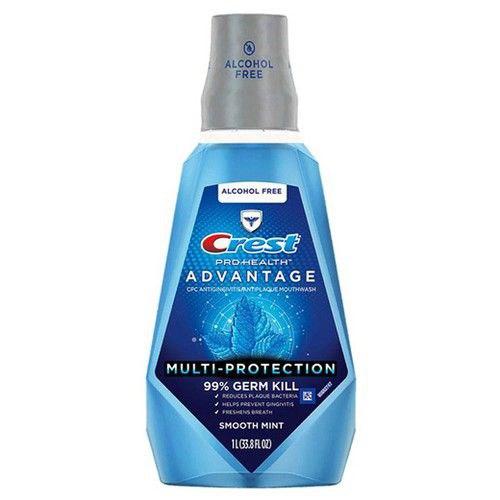 ALCOHOL
FREE
ALCOHOL FREE
Crest
PRO-HEALTH™
ADVANTAGE
CPC ANTIGINGIVITIS/ANTIPLAQUE MOUTHWASH
MULTI-PROTECTION
99% GERM KILL
✓ REDUCES PLAQUE BACTERIA
✓ HELPS PREVENT GINGIVITIS
✓ FRESHENS BREATH
SMOOTH MINT
1L (33.8 FL OZ)